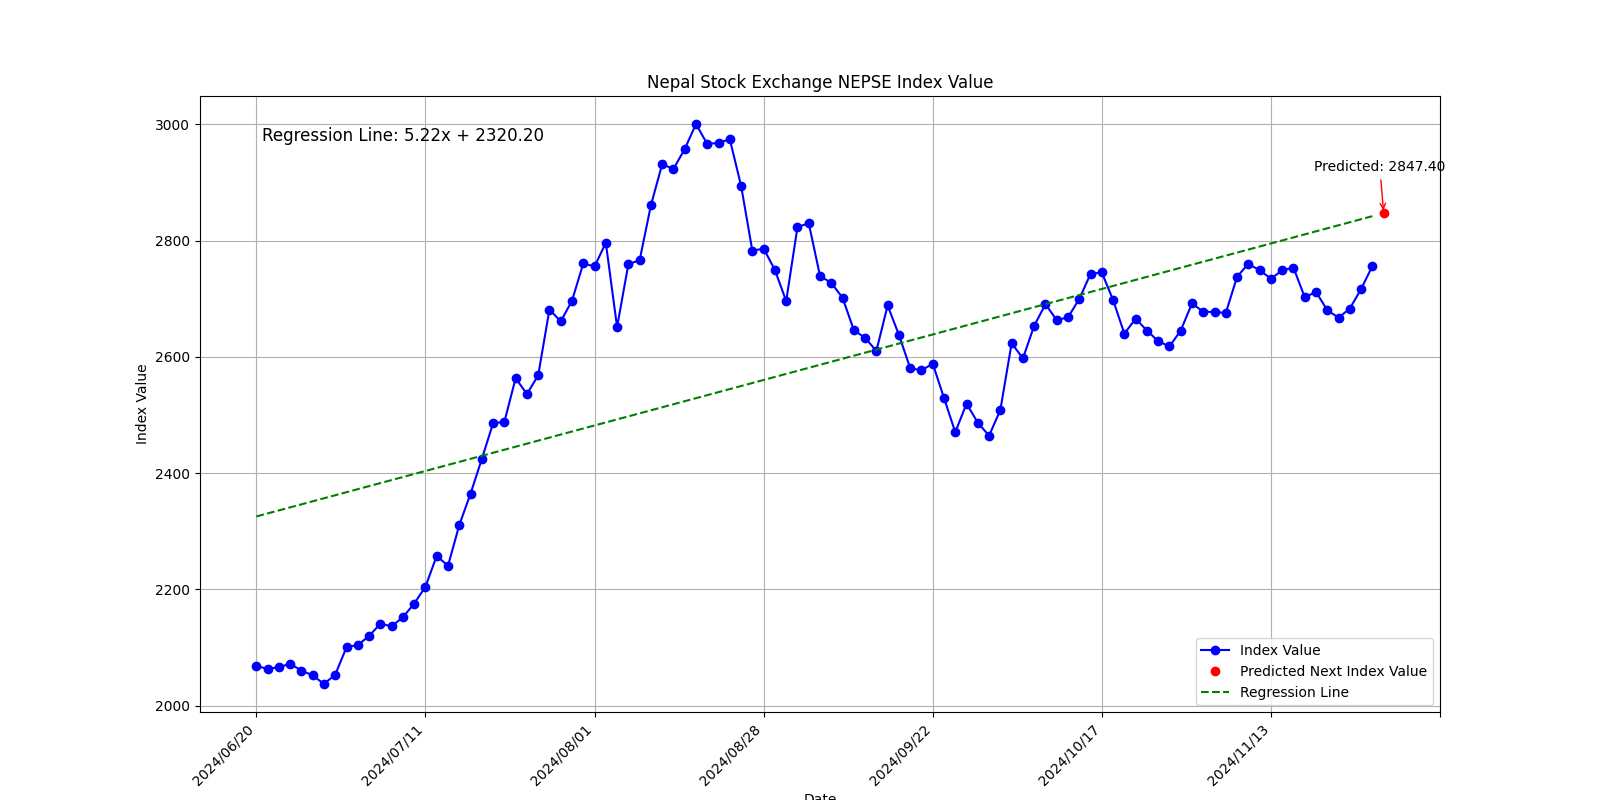 Nepal Stock Exchange NEPSE Index Value
3000
Regression Line: 5.22x + 2320.20
Predicted: 2847.40
2800
2600
Index Value
2400
2200
2000
Index Value
Predicted Next Index Value
Regression Line
2024/06/20
2024/07/11
2024/08/01
2024/08/28
2024/09/22
2024/10/17
2024/11/13
Date